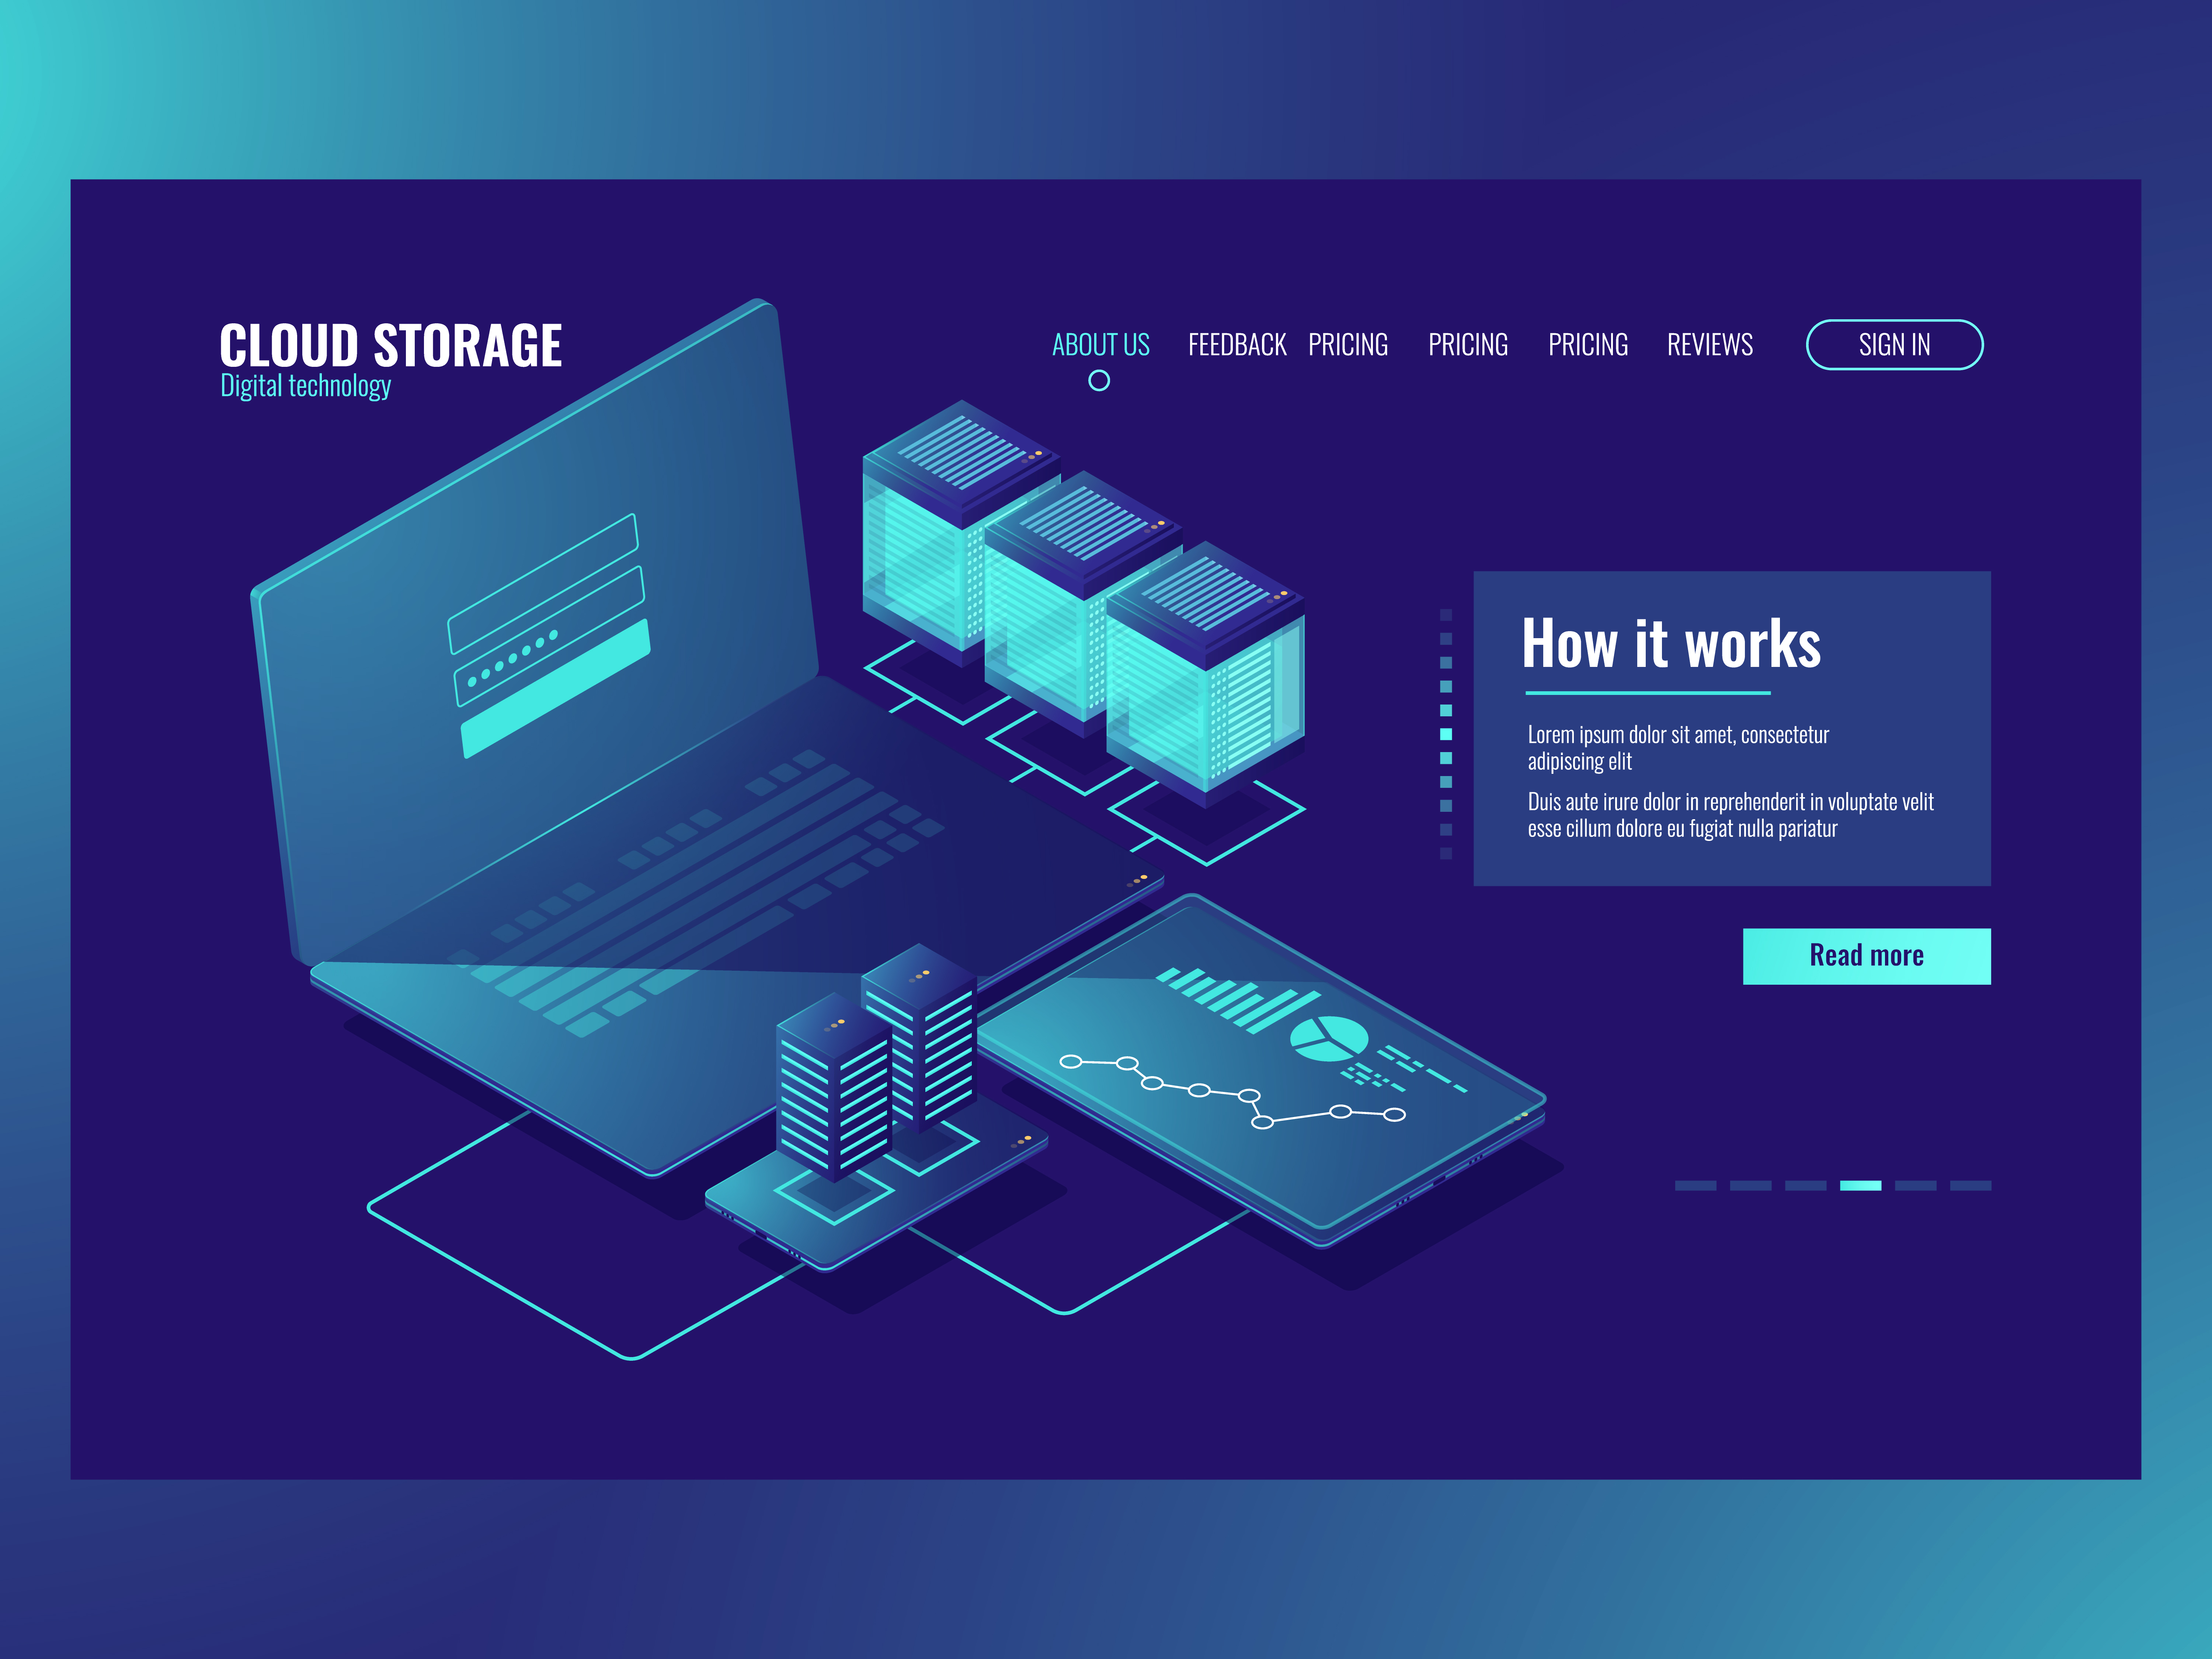 CLOUD STORAGE
Digital technology
ABOUT US FEEDBACK PRICING PRICING PRICING REVIEWS SIGN IN
How it works
Lorem ipsum dolor sit amet, consectetur
adipiscing elit
Duis aute irure dolor in reprehenderit in voluptate velit
esse cillum dolore eu fugiat nulla pariatur
Read more